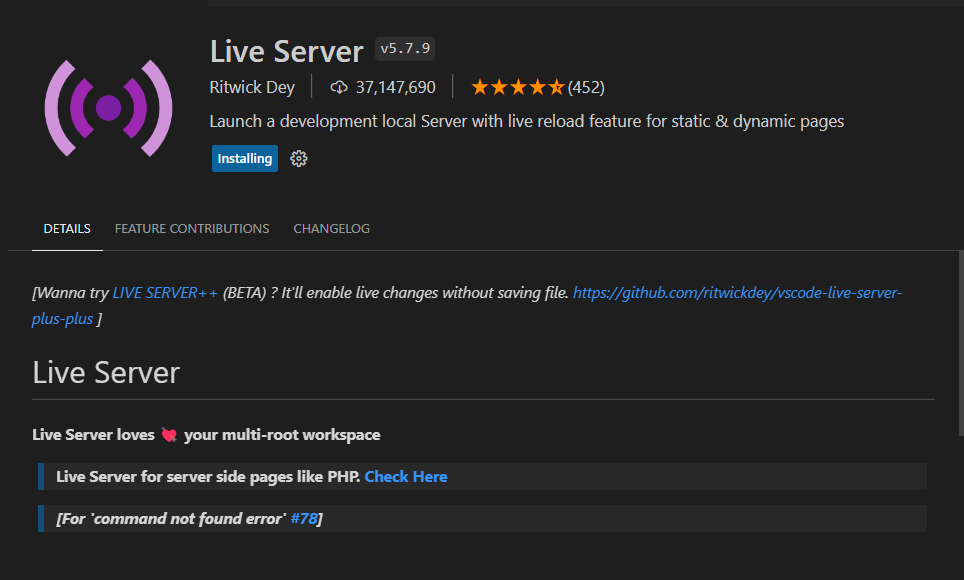 Live Server v5.7.9
Ritwick Dey 37,147,690 (452)
Launch a development local Server with live reload feature for static & dynamic pages
Installing
DETAILS FEATURE CONTRIBUTIONS CHANGELOG
[Wanna try LIVE SERVER++ (BETA) ? It'll enable live changes without saving file. https://github.com/ritwickdey/vscode-live-server-
plus-plus ]
Live Server
Live Server loves 💘 your multi-root workspace
Live Server for server side pages like PHP. Check Here
[For 'command not found error' #78]